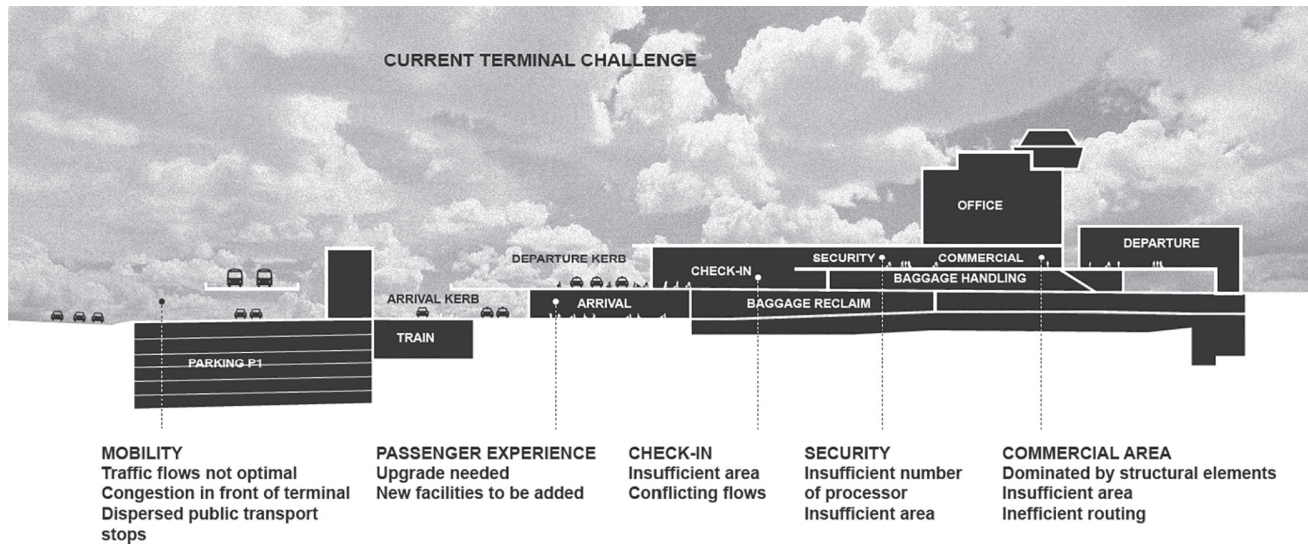 CURRENT TERMINAL CHALLENGE
OFFICE
DEPARTURE
DEPARTURE KERB
SECURITY
COMMERCIAL
CHECK-IN
BAGGAGE HANDLING
ARRIVAL KERB
ARRIVAL
BAGGAGE RECLAIM
TRAIN
PARKING P1
MOBILITY
Traffic flows not optimal
Congestion in front of terminal
Dispersed public transport
stops
PASSENGER EXPERIENCE
Upgrade needed
New facilities to be added
CHECK-IN
Insufficient area
Conflicting flows
SECURITY
Insufficient number
of processor
Insufficient area
COMMERCIAL AREA
Dominated by structural elements
Insufficient area
Inefficient routing